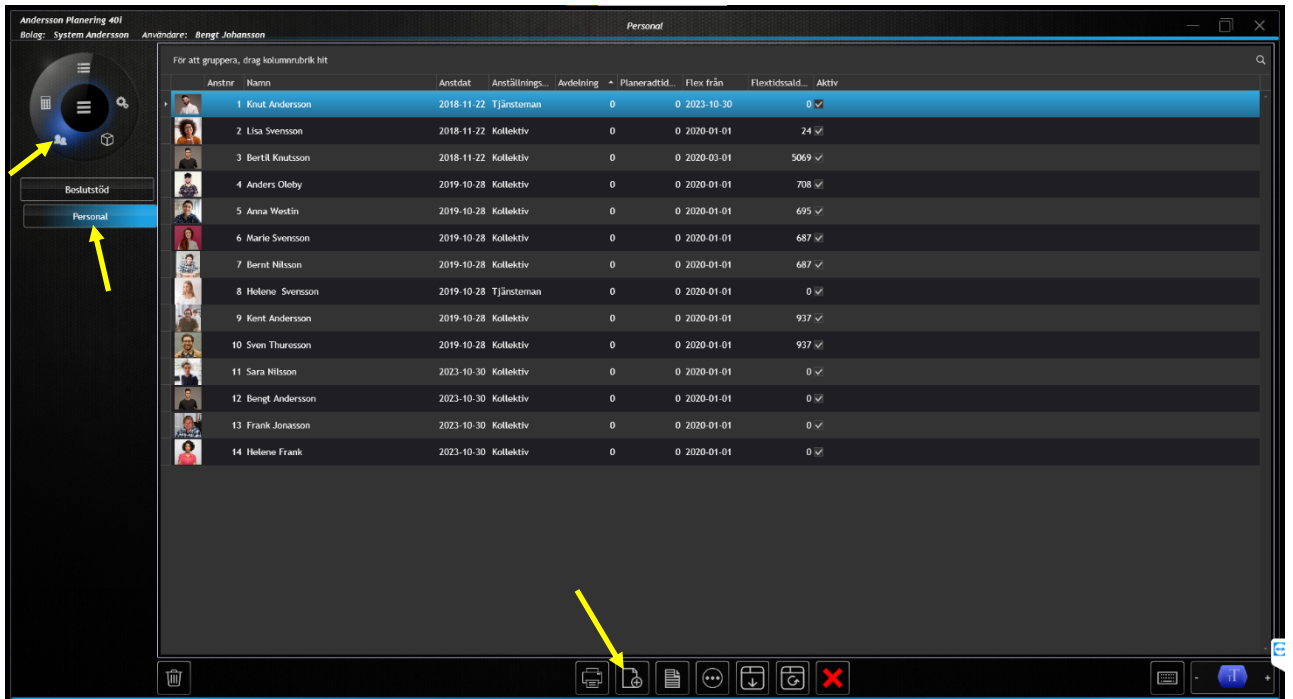 Andersson Planering 40i
Personal
Bolag: System Andersson Användare: Bengt Johansson
För att gruppera, drag kolumnrubrik hit
Anstnr Namn Anstdat Anställnings... Avdelning Planeradtid... Flex från Flextidssald... Aktiv
1 Knut Andersson 2018-11-22 Tjänsteman 0 0 2023-10-30 0
2 Lisa Svensson 2018-11-22 Kollektiv 0 0 2020-01-01 24
3 Bertil Knutsson 2018-11-22 Kollektiv 0 0 2020-03-01 5069
4 Anders Oleby 2019-10-28 Kollektiv 0 0 2020-01-01 708
5 Anna Westin 2019-10-28 Kollektiv 0 0 2020-01-01 695
6 Marie Svensson 2019-10-28 Kollektiv 0 0 2020-01-01 687
7 Bernt Nilsson 2019-10-28 Kollektiv 0 0 2020-01-01 687
8 Helene Svensson 2019-10-28 Tjänsteman 0 0 2020-01-01 0
9 Kent Andersson 2019-10-28 Kollektiv 0 0 2020-01-01 937
10 Sven Thuresson 2019-10-28 Kollektiv 0 0 2020-01-01 937
11 Sara Nilsson 2023-10-30 Kollektiv 0 0 2020-01-01 0
12 Bengt Andersson 2023-10-30 Kollektiv 0 0 2020-01-01 0
13 Frank Jonasson 2023-10-30 Kollektiv 0 0 2020-01-01 0
14 Helene Frank 2023-10-30 Kollektiv 0 0 2020-01-01 0
Beslutstöd
Personal
- +